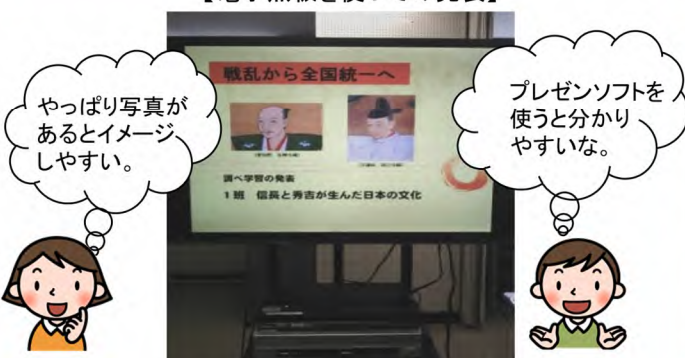 戦乱から全国統一へ
やっぱり写真が
あるとイメージ
しやすい。
プレゼンソフトを
使うと分かり
やすいな。
調べ学習の発表
1班 信長と秀吉が生んだ日本の文化